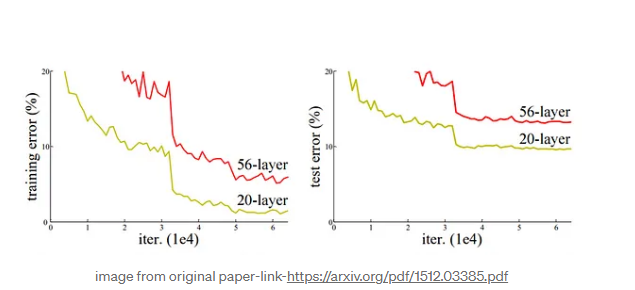 20
10
0
training error (%)
56-layer
20-layer
0 1 2 3 4 5 6
iter. (1e4)
20
10
0
test error (%)
56-layer
20-layer
0 1 2 3 4 5 6
iter. (1e4)
image from original paper-link-https://arxiv.org/pdf/1512.03385.pdf